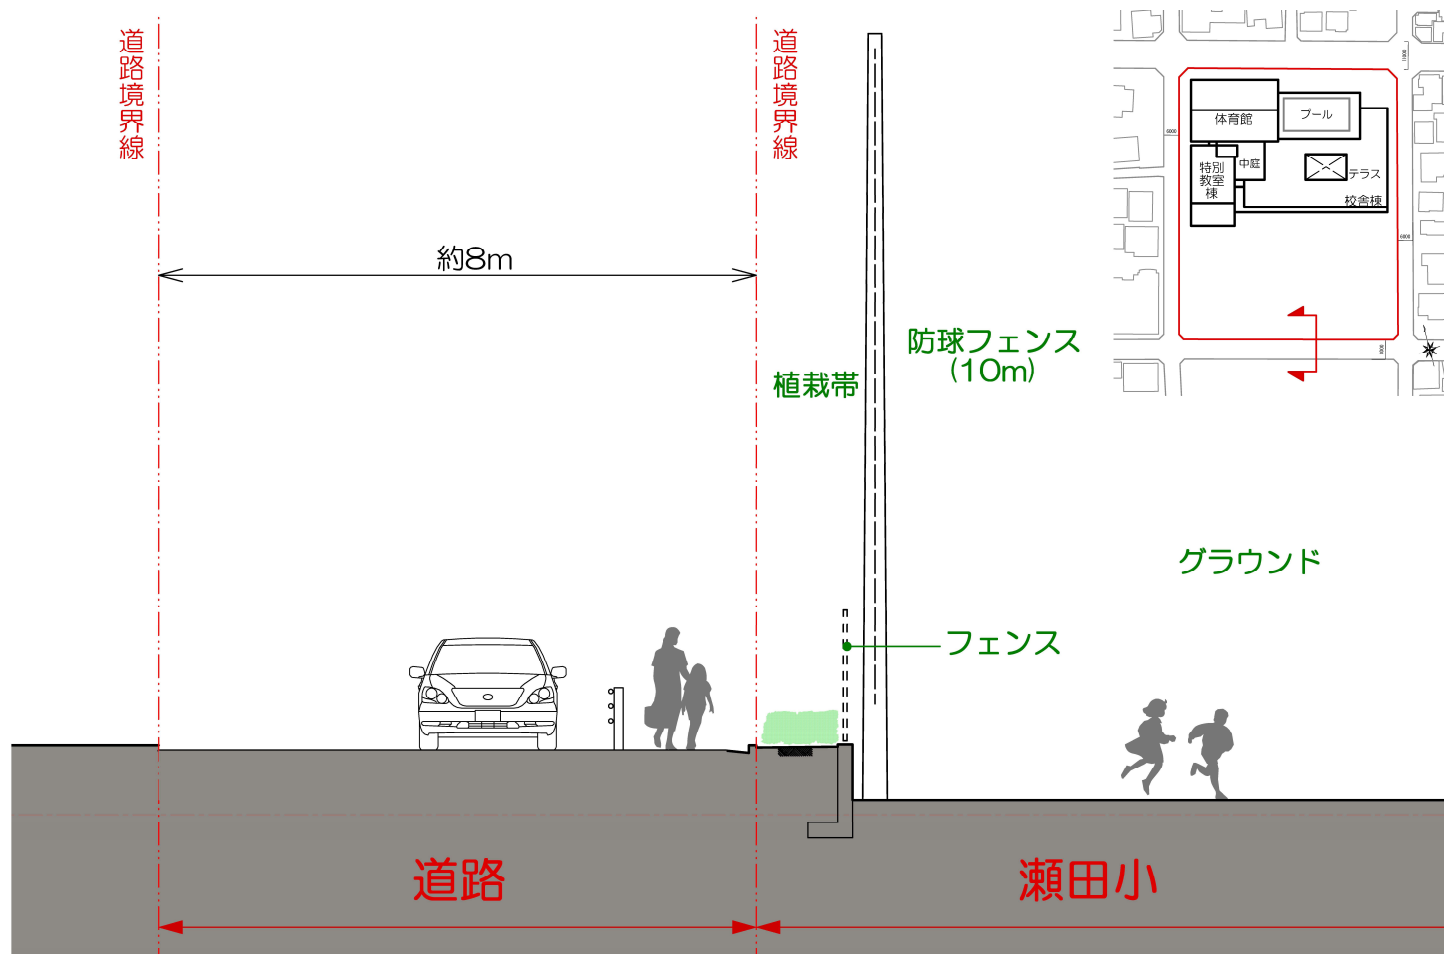 道路境界線
道路境界線
約8m
植栽帯
防球フェンス
(10m)
グラウンド
フェンス
道路
瀬田小
体育館
プール
特別
教室
棟
中庭
テラス
校舎棟
6000
6000